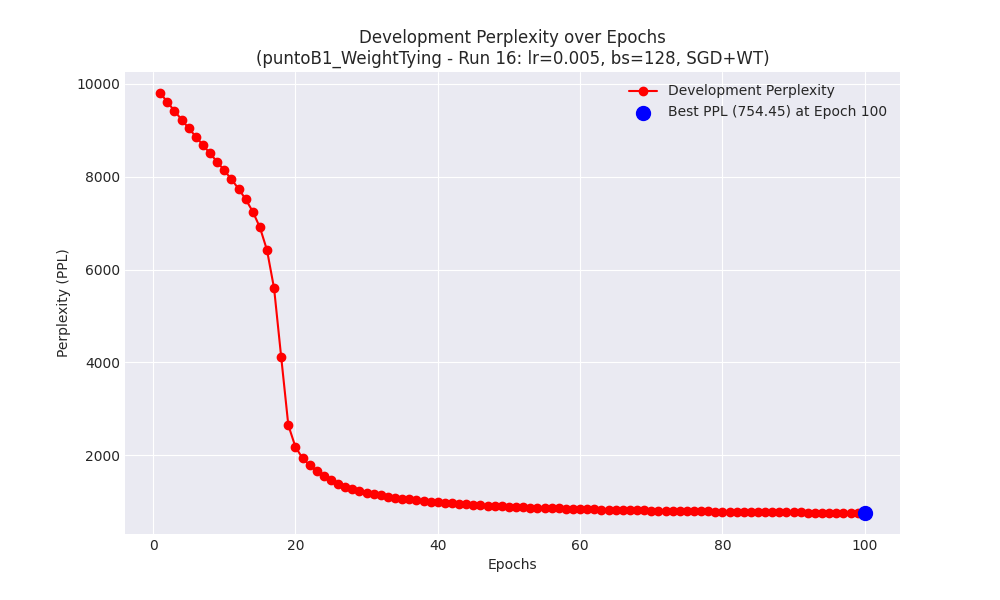 Development Perplexity over Epochs
(puntoB1_WeightTying - Run 16: lr=0.005, bs=128, SGD+WT)
Development Perplexity
Best PPL (754.45) at Epoch 100
Perplexity (PPL)
10000
8000
6000
4000
2000
0 20 40 60 80 100
Epochs